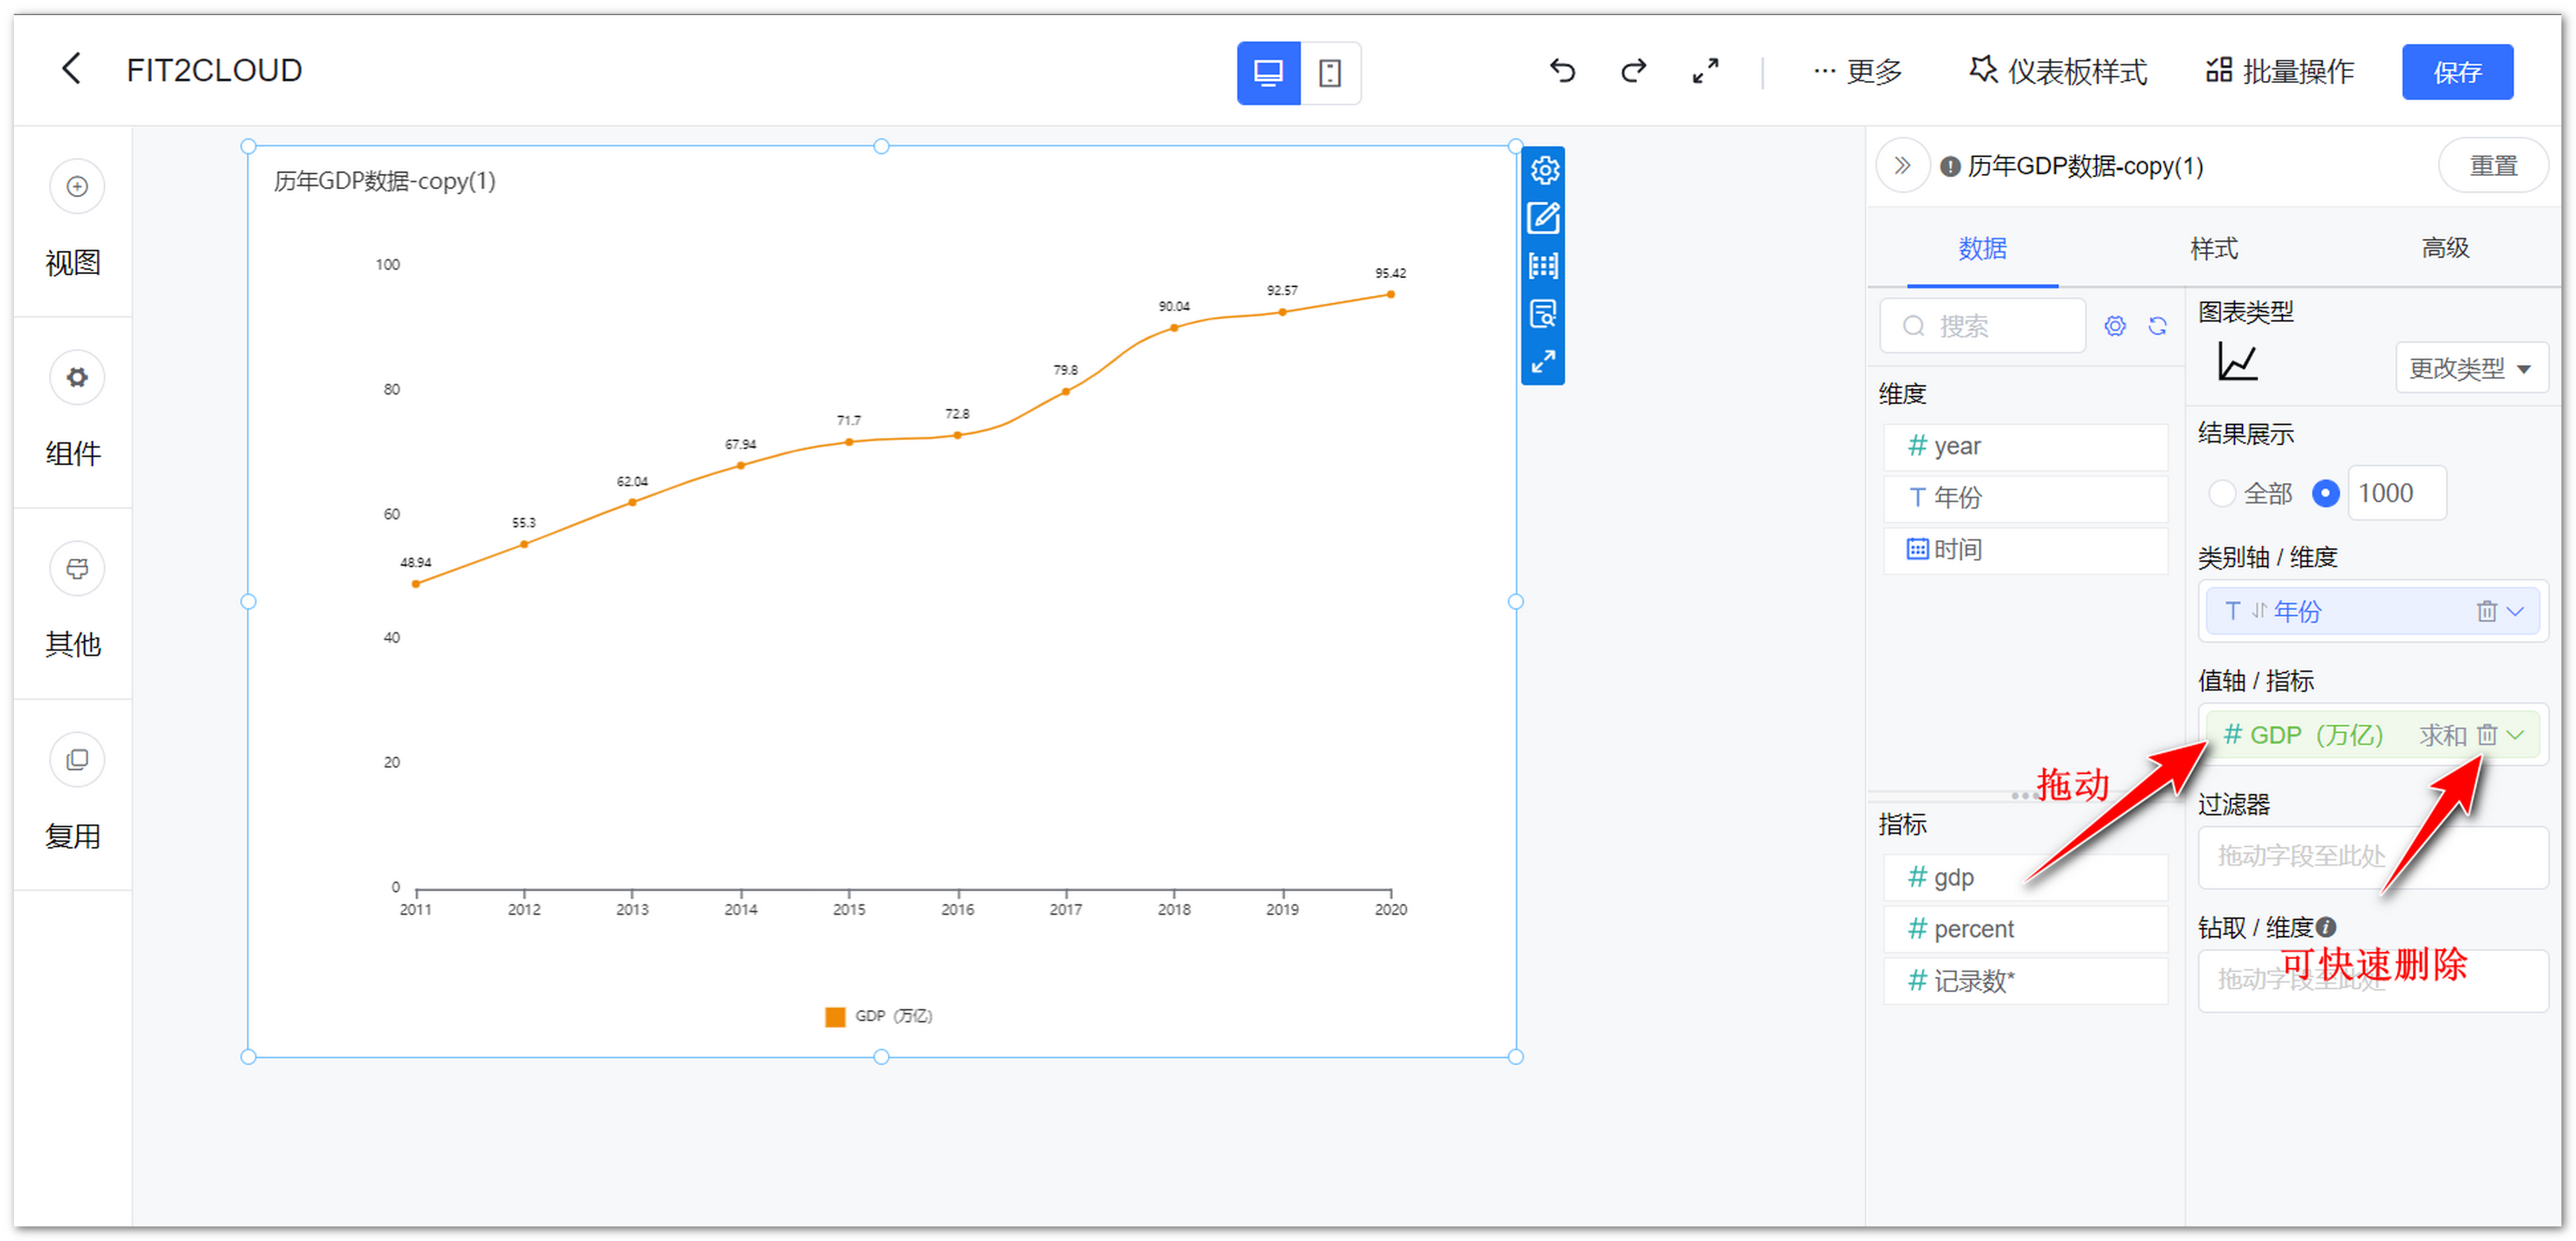 FIT2CLOUD
··· 更多
仪表板样式
批量操作
保存
视图
组件
其他
复用
历年GDP数据-copy(1)
100
80
60
40
20
0
48.94
55.3
62.04
67.94
71.7
72.8
79.8
90.04
92.57
95.42
2011 2012 2013 2014 2015 2016 2017 2018 2019 2020
GDP（万亿）
历年GDP数据-copy(1)
重置
数据 样式 高级
搜索
维度
# year
T 年份
时间
指标
# gdp
# percent
# 记录数*
图表类型
更改类型
结果展示
全部 1000
类别轴 / 维度
T 年份
值轴 / 指标
# GDP（万亿） 求和
拖动
过滤器
拖动字段至此处
钻取 / 维度
可快速删除
拖动字段至此处